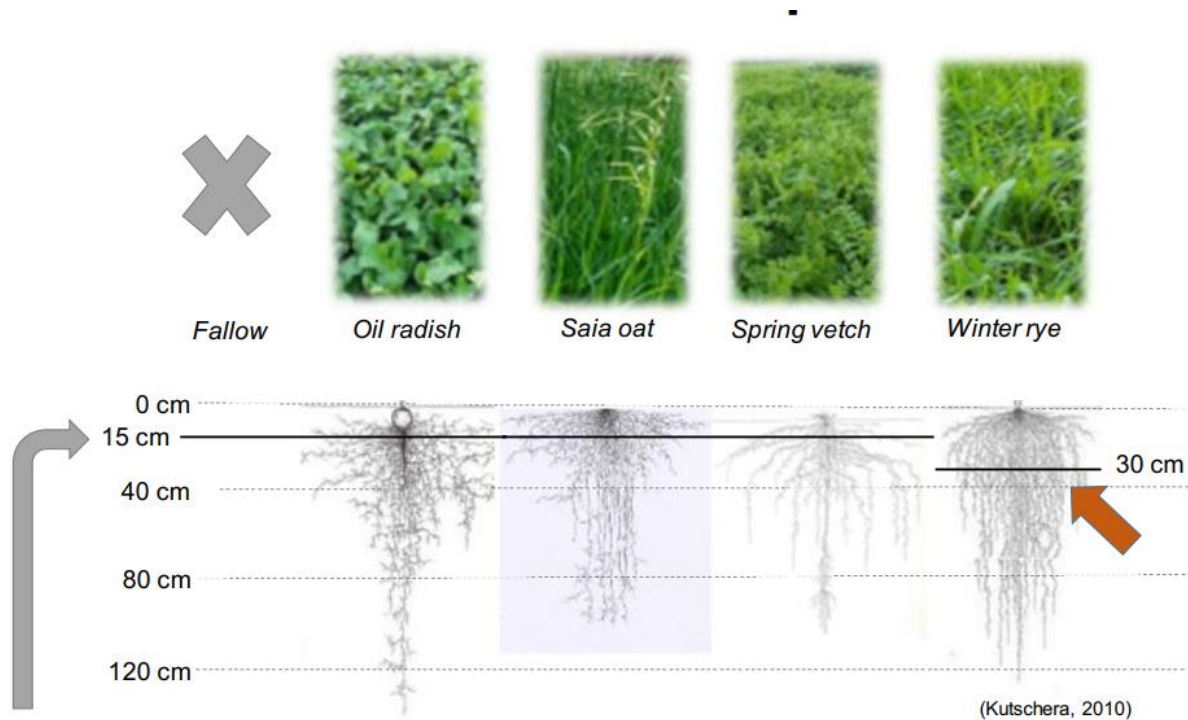 Fallow
Oil radish
Saia oat
Spring vetch
Winter rye
0 cm
15 cm
30 cm
40 cm
80 cm
120 cm
(Kutschera, 2010)